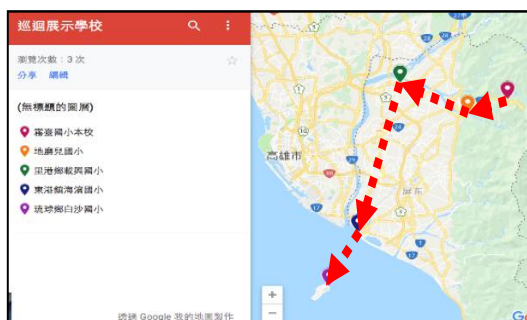 巡迴展示學校
瀏覽次數：3 次
分享 編輯
(無標題的圖層)
霧臺國小本校
地磨兒國小
里港鄉載興國小
東港鎮海濱國小
琉球鄉白沙國小
透過 Google 我的地圖製作
高雄市
屏东
+
−